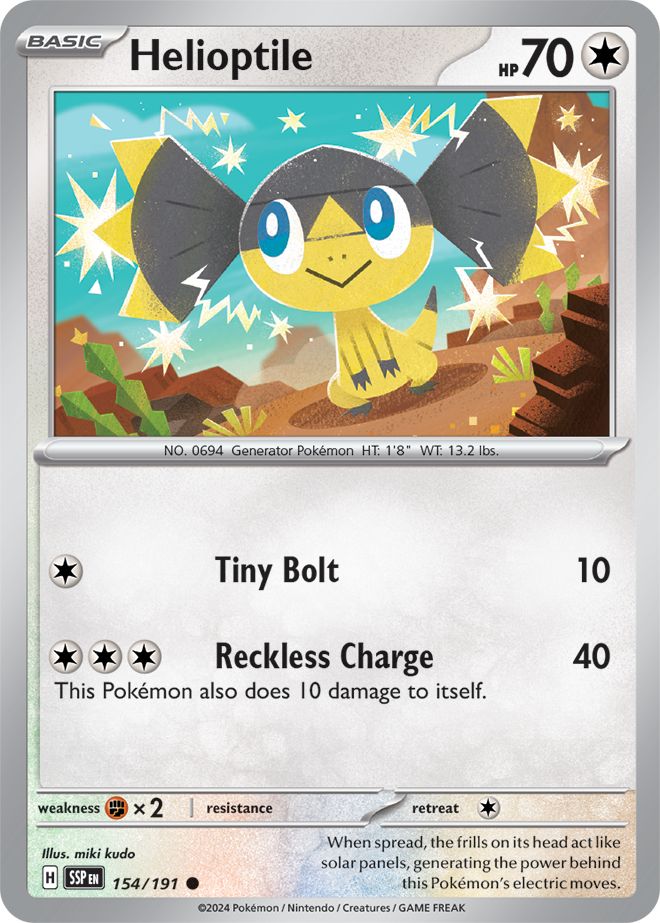 BASIC
Helioptile
HP 70
NO. 0694 Generator Pokémon HT: 1'8" WT: 13.2 lbs.
Tiny Bolt 10
Reckless Charge 40
This Pokémon also does 10 damage to itself.
weakness ×2 resistance retreat
Illus. miki kudo
H SSP EN 154/191
When spread, the frills on its head act like
solar panels, generating the power behind
this Pokémon's electric moves.
©2024 Pokémon / Nintendo / Creatures / GAME FREAK